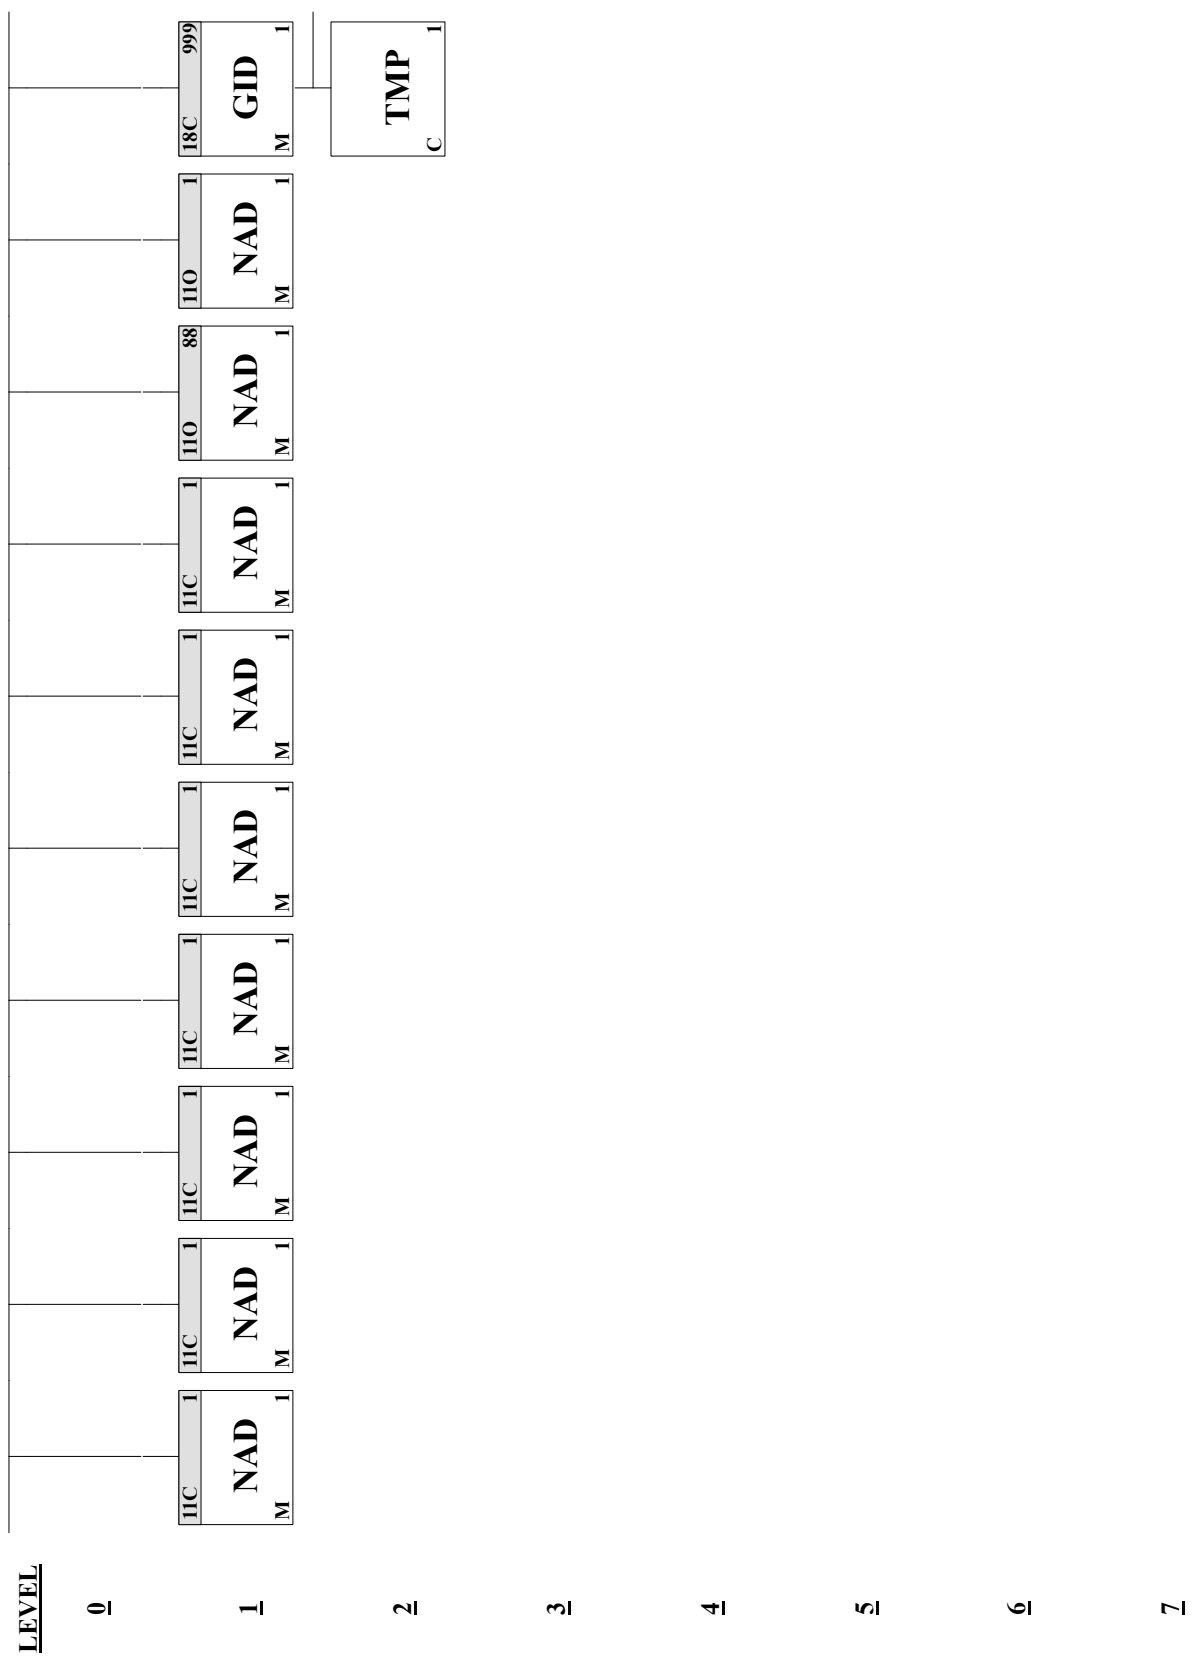 LEVEL
0
11C 1 11C 1 11C 1 11C 1 11C 1 11C 1 11C 1 11O 88 11O 1 18C 999
1 NAD NAD NAD NAD NAD NAD NAD NAD NAD GID
M 1 M 1 M 1 M 1 M 1 M 1 M 1 M 1 M 1 M 1
2 TMP
C 1
3
4
5
6
7